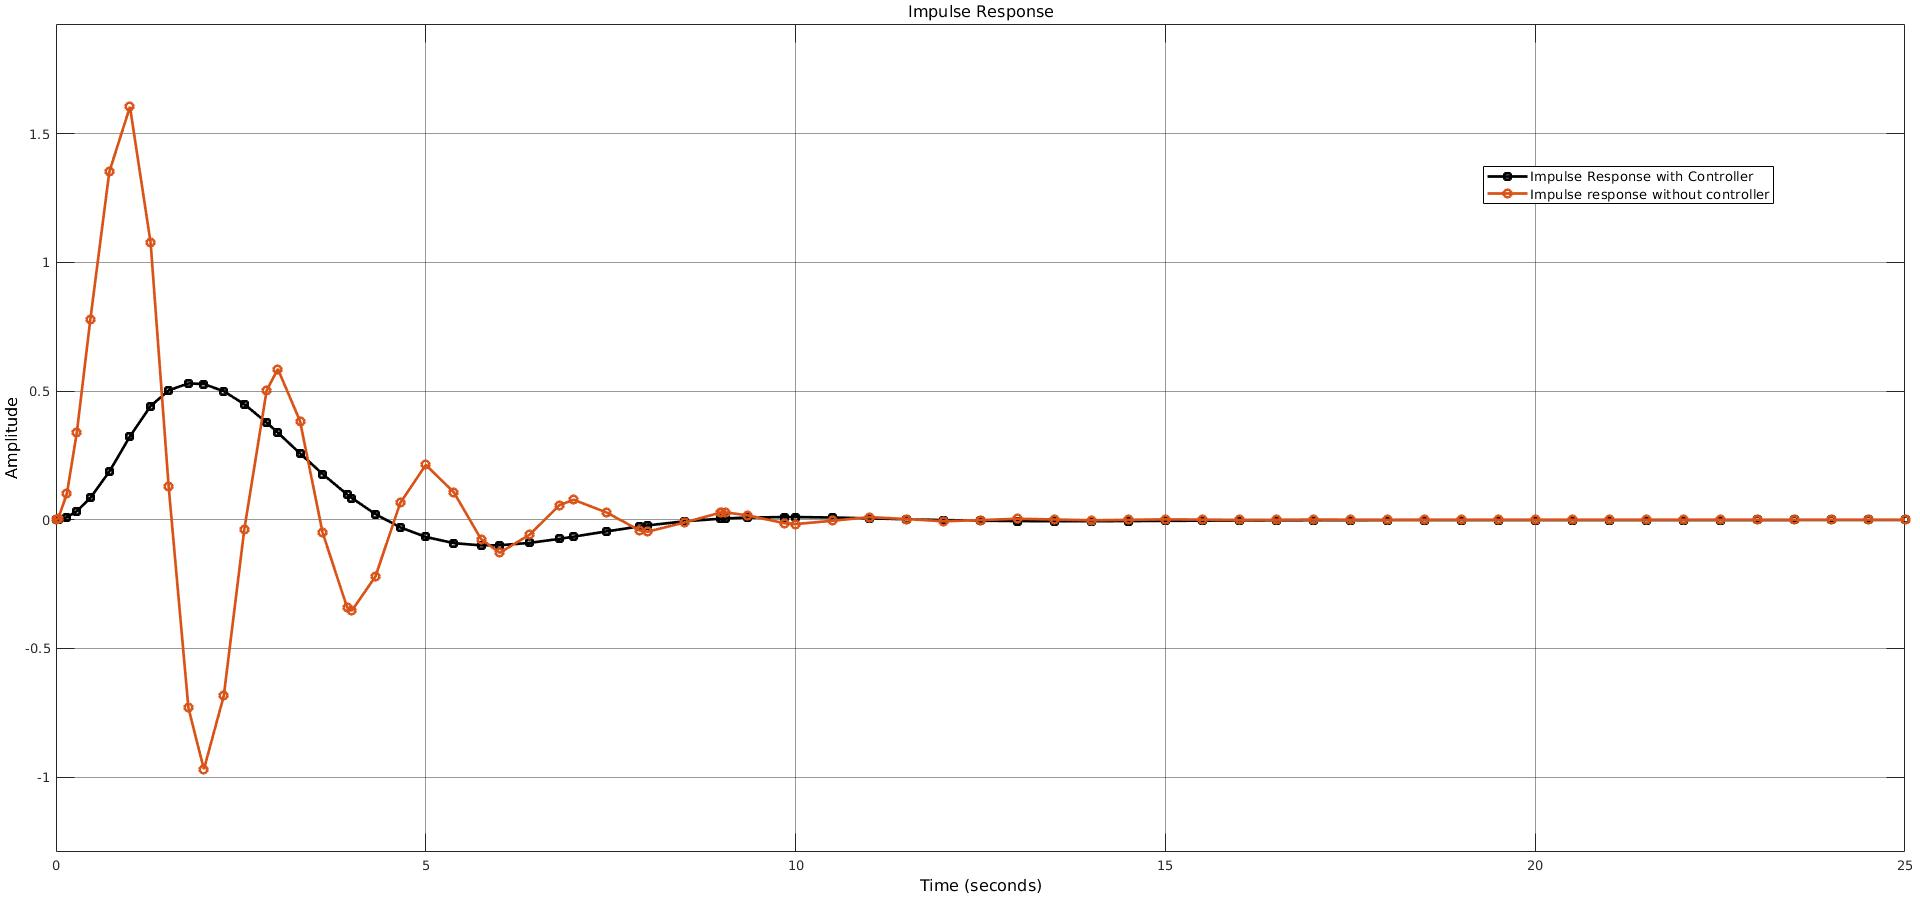 Impulse Response
1.5
1
0.5
0
-0.5
-1
Amplitude
Impulse Response with Controller
Impulse response without controller
0
5
10
15
20
25
Time (seconds)